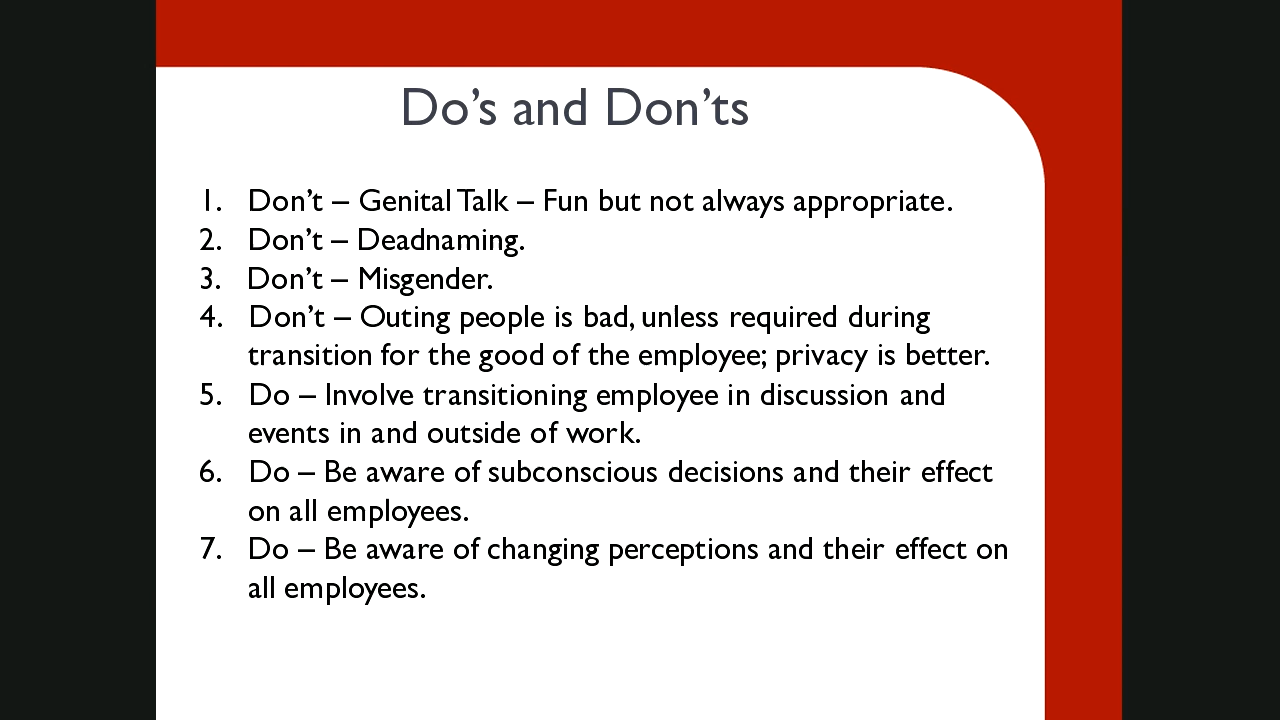 Do’s and Don’ts
1. Don’t – Genital Talk – Fun but not always appropriate.
2. Don’t – Deadnaming.
3. Don’t – Misgender.
4. Don’t – Outing people is bad, unless required during
transition for the good of the employee; privacy is better.
5. Do – Involve transitioning employee in discussion and
events in and outside of work.
6. Do – Be aware of subconscious decisions and their effect
on all employees.
7. Do – Be aware of changing perceptions and their effect on
all employees.